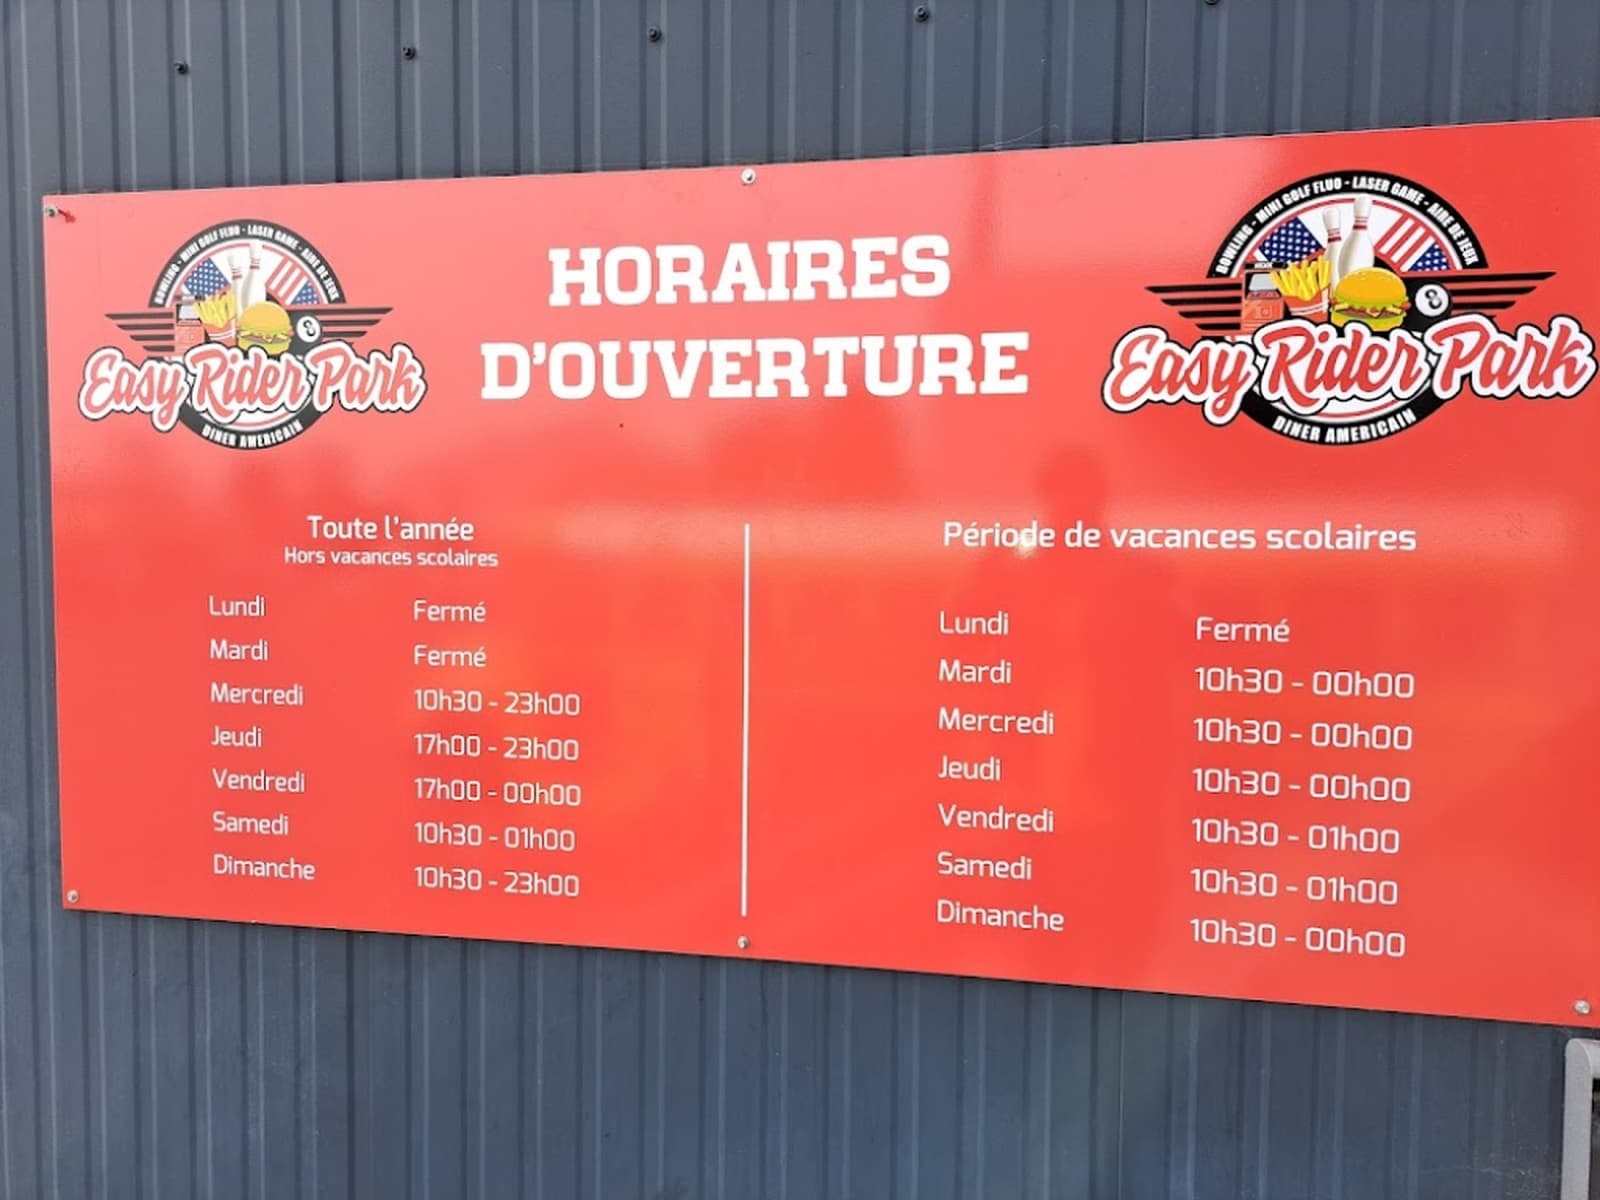 BOWLING - MINI GOLF FLUO - LASER GAME - AIRE DE JEUX
8
Easy Rider Park
DINER AMERICAIN
HORAIRES
D'OUVERTURE
BOWLING - MINI GOLF FLUO - LASER GAME - AIRE DE JEUX
8
Easy Rider Park
DINER AMERICAIN
Toute l'année
Hors vacances scolaires
Lundi Fermé
Mardi Fermé
Mercredi 10h30 - 23h00
Jeudi 17h00 - 23h00
Vendredi 17h00 - 00h00
Samedi 10h30 - 01h00
Dimanche 10h30 - 23h00
Période de vacances scolaires
Lundi Fermé
Mardi 10h30 - 00h00
Mercredi 10h30 - 00h00
Jeudi 10h30 - 00h00
Vendredi 10h30 - 01h00
Samedi 10h30 - 01h00
Dimanche 10h30 - 00h00